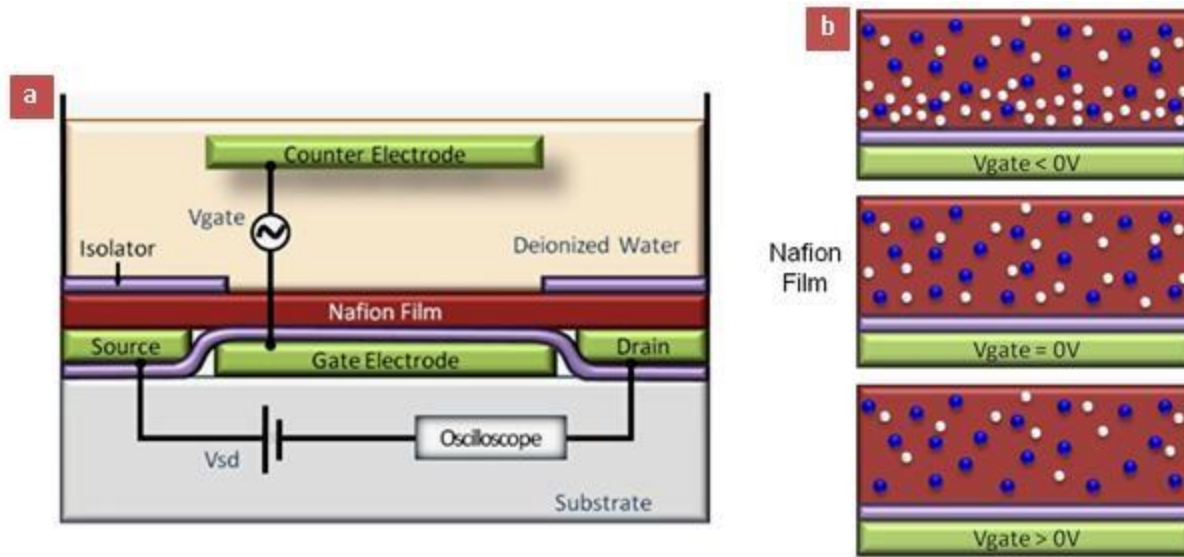 a
Counter Electrode
Vgate
Isolator
Deionized Water
Nafion Film
Source
Drain
Gate Electrode
Vsd
Oscilloscope
Substrate
b
Vgate < 0V
Nafion
Film
Vgate = 0V
Vgate > 0V